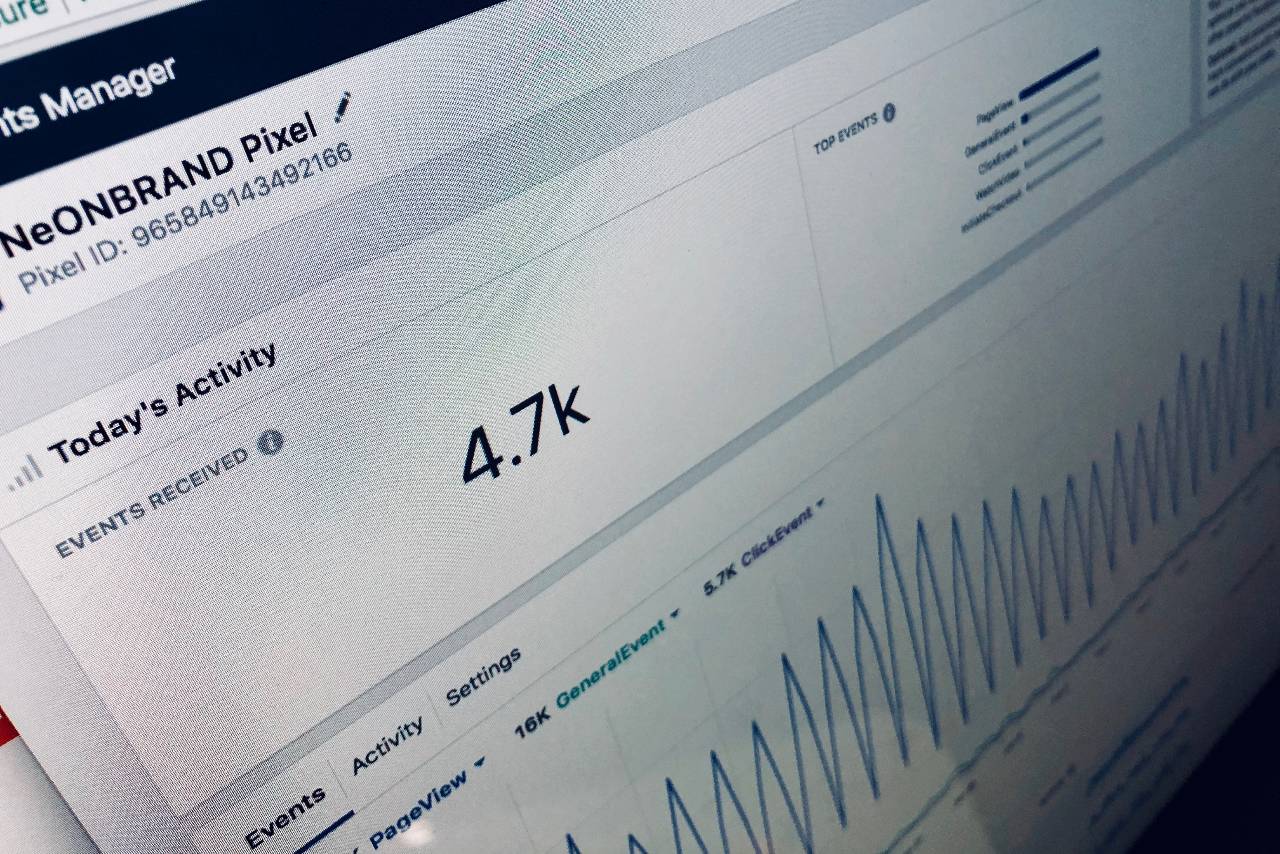 ure
nts Manager
NeONBRAND Pixel
Pixel ID: 965849143492166
Today's Activity
EVENTS RECEIVED
4.7k
TOP EVENTS
PageView
GeneralEvent
ClickEvent
WatchVideo
InitiateCheckout
Events
Activity
Settings
PageView
16K GeneralEvent
5.7K ClickEvent